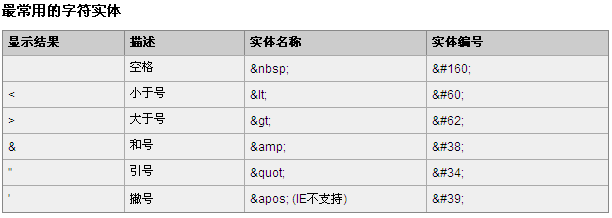 最常用的字符实体
显示结果 描述 实体名称 实体编号
空格 &nbsp; &#160;
< 小于号 &lt; &#60;
> 大于号 &gt; &#62;
& 和号 &amp; &#38;
" 引号 &quot; &#34;
' 撇号 &apos; (IE不支持) &#39;